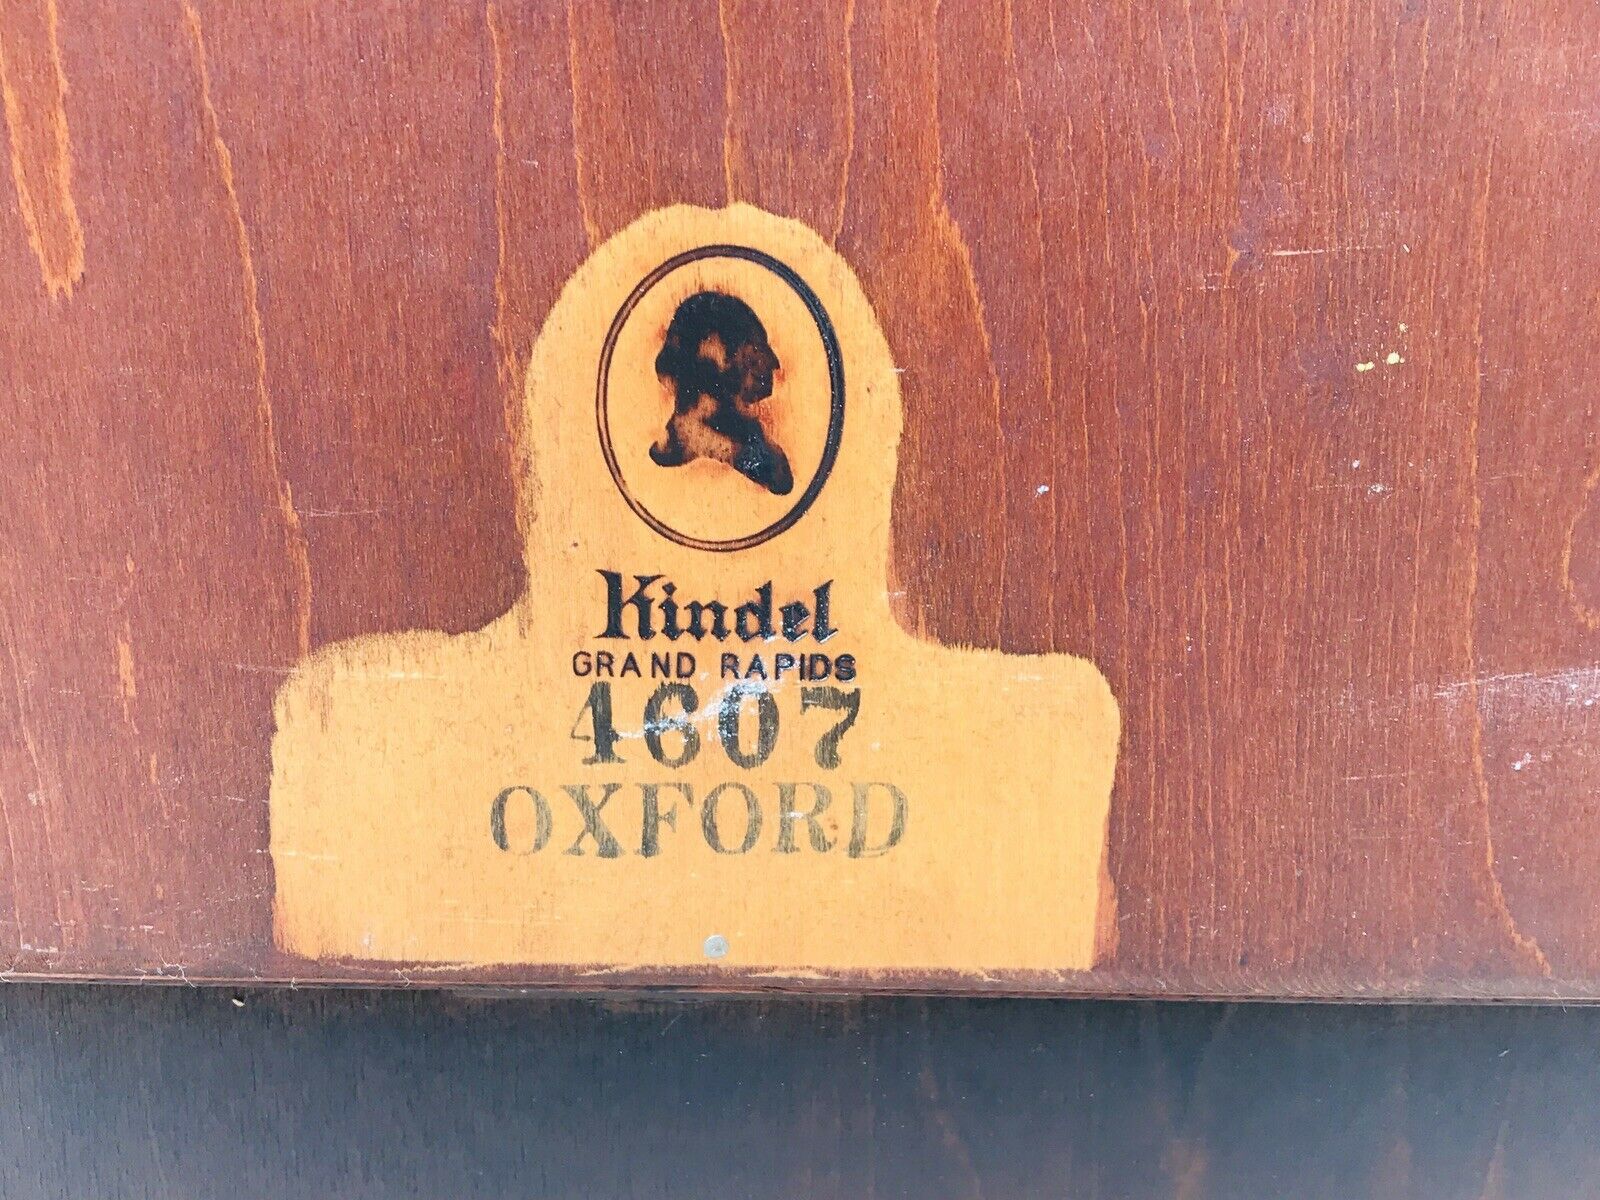 Kindel
GRAND RAPIDS
4607
OXFORD